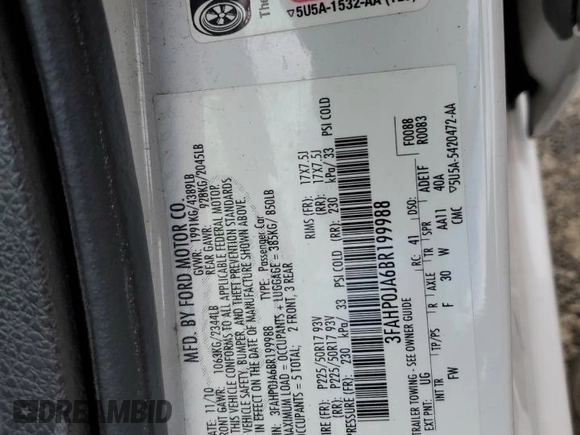 The
▽5U5A-1532-AA
MFD. BY FORD MOTOR CO.
11/10 GVWR: 1991KG/4389LB
FRONT GAWR: 1063KG/2344LB REAR GAWR: 928KG/2045LB
THIS VEHICLE CONFORMS TO ALL APPLICABLE FEDERAL MOTOR
VEHICLE SAFETY, BUMPER, AND THEFT PREVENTION STANDARDS IN
EFFECT ON THE DATE OF MANUFACTURE SHOWN ABOVE.
VIN: 3FAHP0JA6BR199988 TYPE: Passenger Car
MAXIMUM LOAD = OCCUPANTS + LUGGAGE = 385KG/ 850LB
OCCUPANTS = 5 TOTAL: 2 FRONT, 3 REAR
(FR): P225/50R17 93V RIMS (FR): 17X7.5J
P225/50R17 93V (RR): 17X7.5J
PRESSURE (FR): 230 kPa/ 33 PSI COLD (RR): 230 kPa/ 33 PSI COLD
3FAHP0JA6BR199988
F0088
R0083
TRAILER TOWING - SEE OWNER GUIDE RC: 41 DSO:
EXT PNT: UG ADE1F 40A
INT TR TP/PS R AXLE TR SPR
FW F 30 W AA11 CMC
▽5U5A-5420472-AA